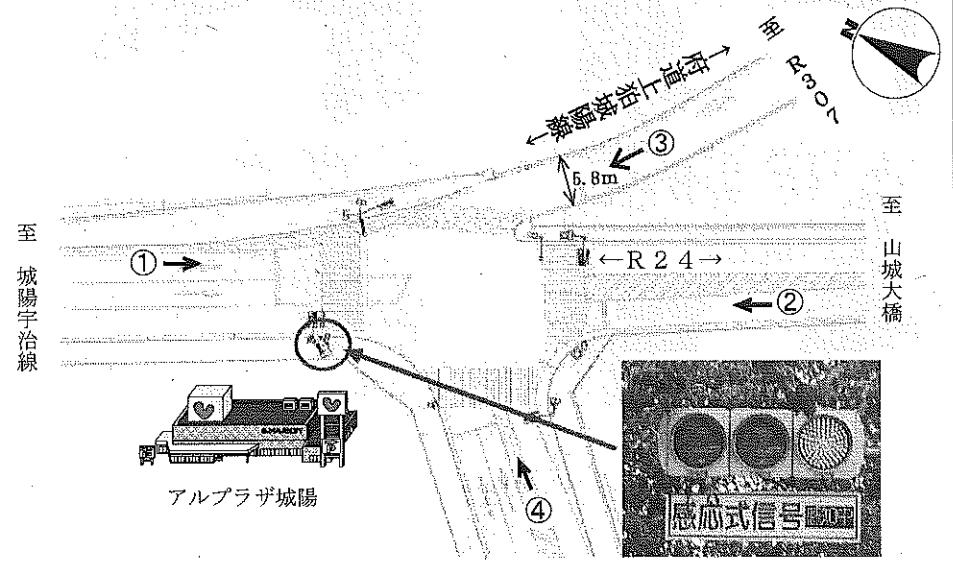 N
至 R307
←府道上狛城陽線→
③
5.8m
至 城陽宇治線
①
←R24→
至 山城大橋
②
アルプラザ城陽
④
感応式信号